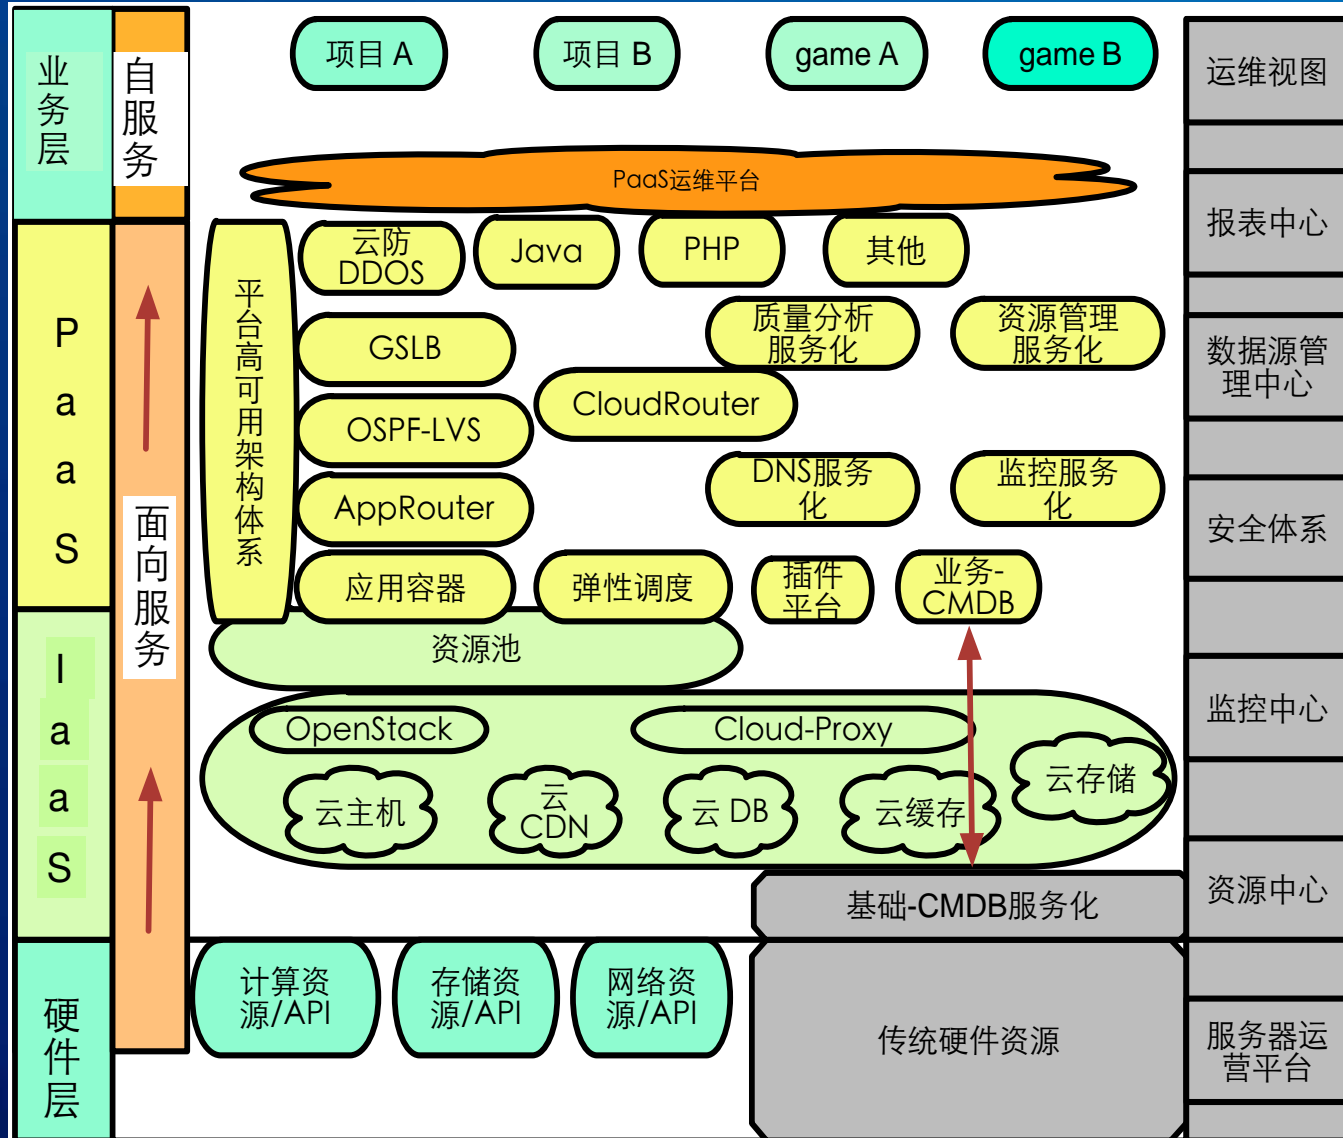 业务层
自服务
项目 A
项目 B
game A
game B
运维视图
PaaS运维平台
报表中心
PaaS
面向服务
平台高可用架构体系
云防
DDOS
Java
PHP
其他
GSLB
质量分析
服务化
资源管理
服务化
数据源管
理中心
CloudRouter
OSPF-LVS
DNS服务
化
监控服务
化
AppRouter
安全体系
应用容器
弹性调度
插件
平台
业务-
CMDB
IaaS
资源池
监控中心
OpenStack
Cloud-Proxy
云主机
云
CDN
云 DB
云缓存
云存储
基础-CMDB服务化
资源中心
硬件层
计算资
源/API
存储资
源/API
网络资
源/API
传统硬件资源
服务器运
营平台